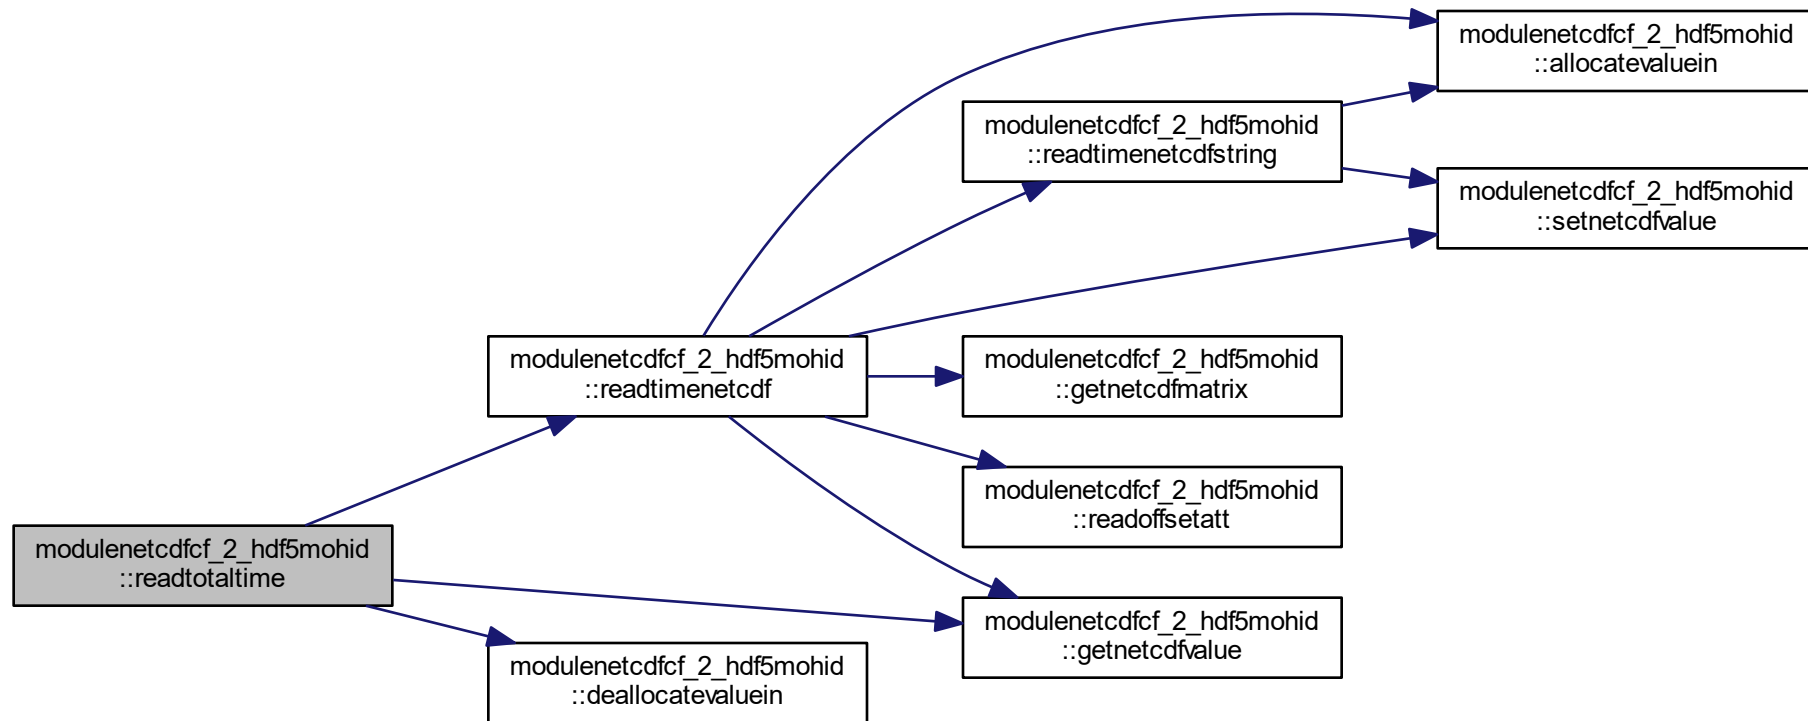 modulenetcdfcf_2_hdf5mohid
::allocatevaluein
modulenetcdfcf_2_hdf5mohid
::readtimenetcdfstring
modulenetcdfcf_2_hdf5mohid
::setnetcdfvalue
modulenetcdfcf_2_hdf5mohid
::readtimenetcdf
modulenetcdfcf_2_hdf5mohid
::getnetcdfmatrix
modulenetcdfcf_2_hdf5mohid
::readoffsetatt
modulenetcdfcf_2_hdf5mohid
::readtotaltime
modulenetcdfcf_2_hdf5mohid
::getnetcdfvalue
modulenetcdfcf_2_hdf5mohid
::deallocatevaluein